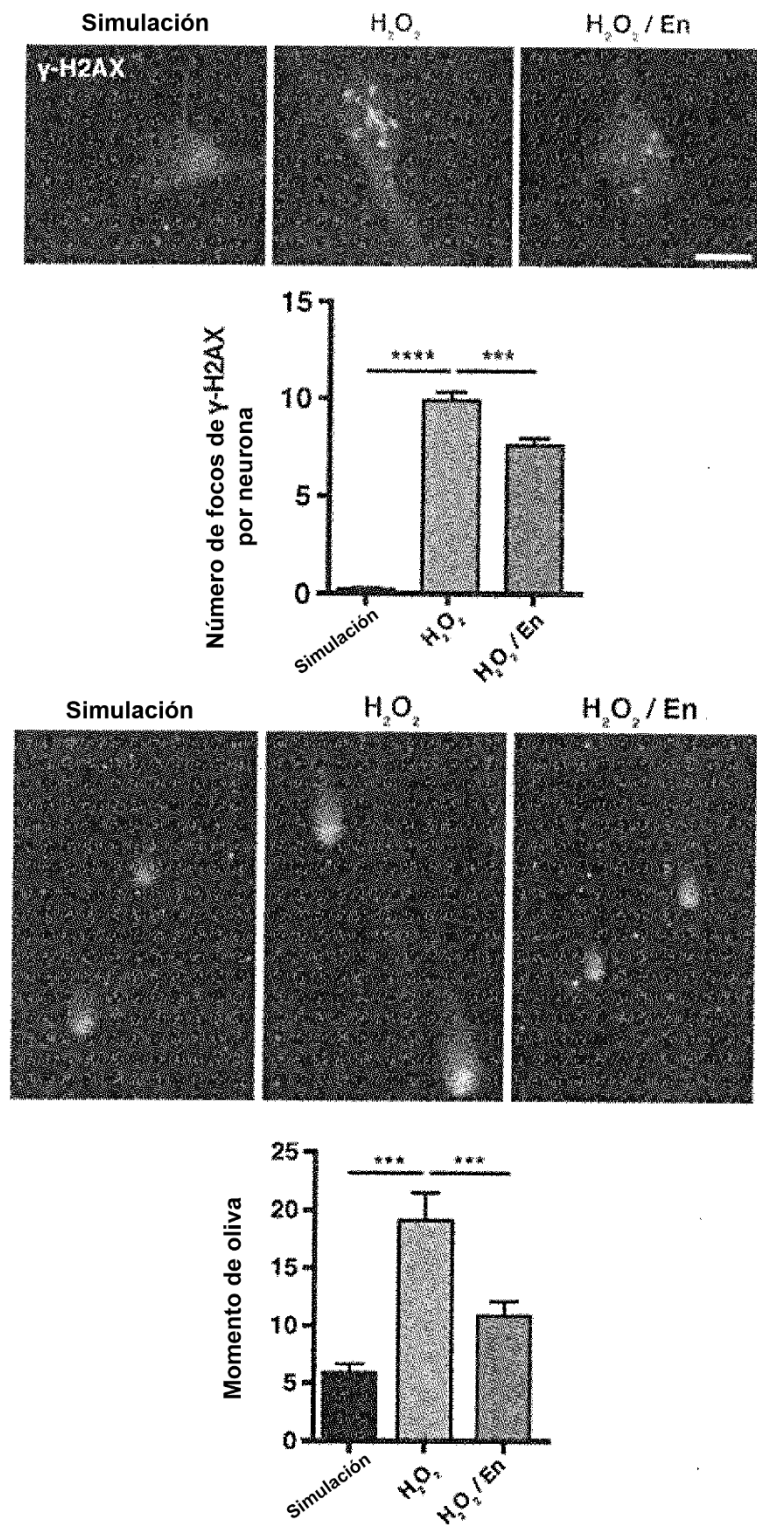 Simulación H₂O₂ H₂O₂ / En
γ-H2AX
15
10
5
0
Número de focos de γ-H2AX
por neurona
**** ***
Simulación H₂O₂ H₂O₂ / En
Simulación H₂O₂ H₂O₂ / En
25
20
15
10
5
0
Momento de oliva
*** ***
Simulación H₂O₂ H₂O₂ / En